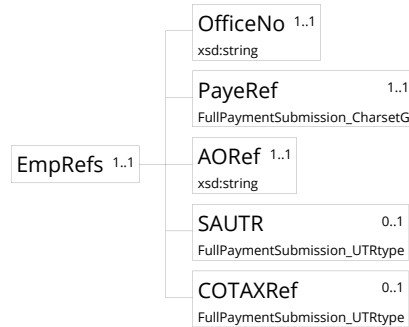 OfficeNo 1..1
xsd:string
PayeRef 1..1
FullPaymentSubmission_CharsetG
EmpRefs 1..1
AORef 1..1
xsd:string
SAUTR 0..1
FullPaymentSubmission_UTRtype
COTAXRef 0..1
FullPaymentSubmission_UTRtype